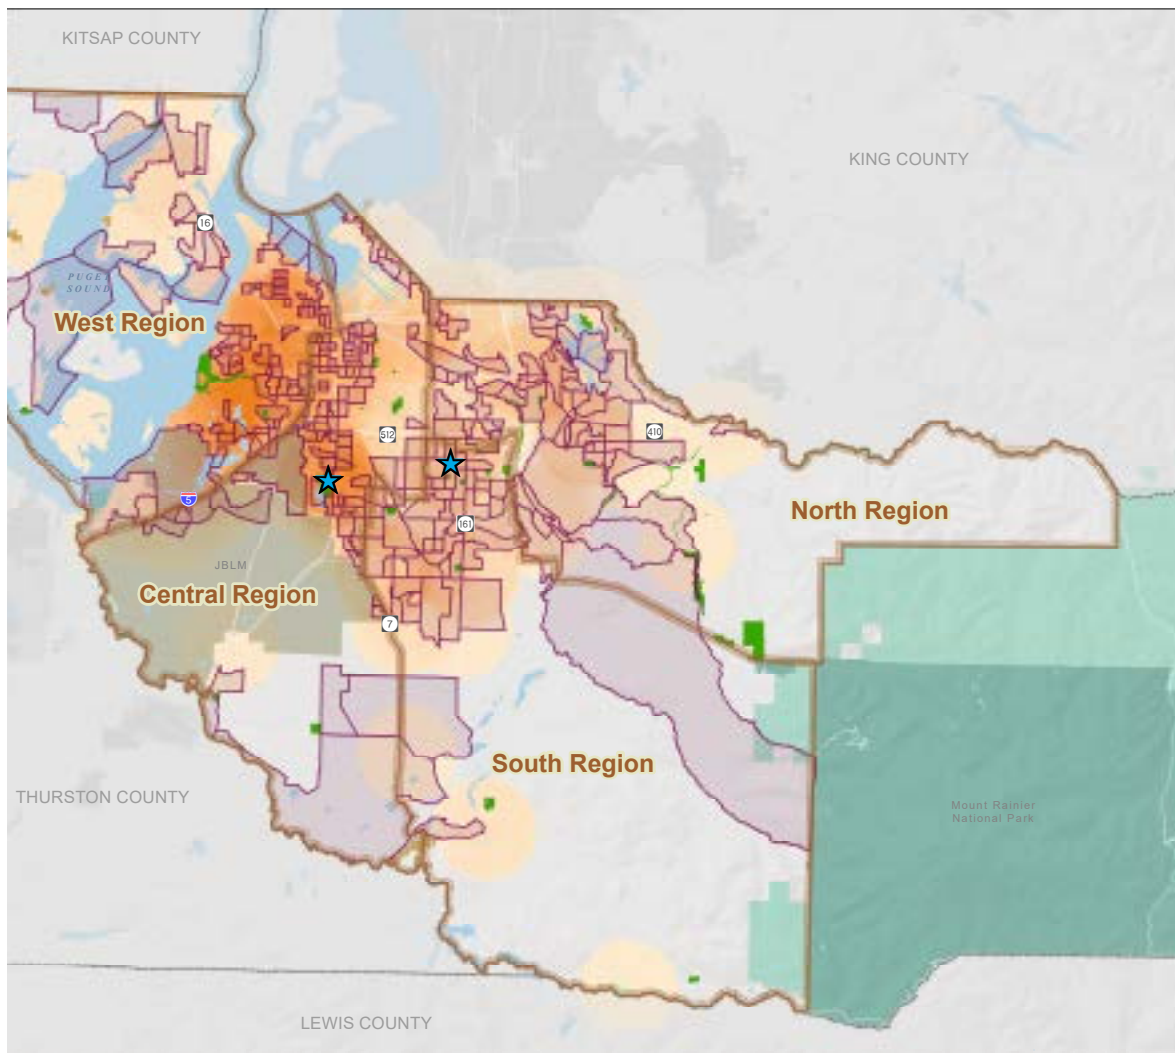 KITSAP COUNTY
KING COUNTY
16
PUGET
SOUND
West Region
512
410
5
161
North Region
JBLM
Central Region
7
South Region
THURSTON COUNTY
Mount Rainier
National Park
LEWIS COUNTY